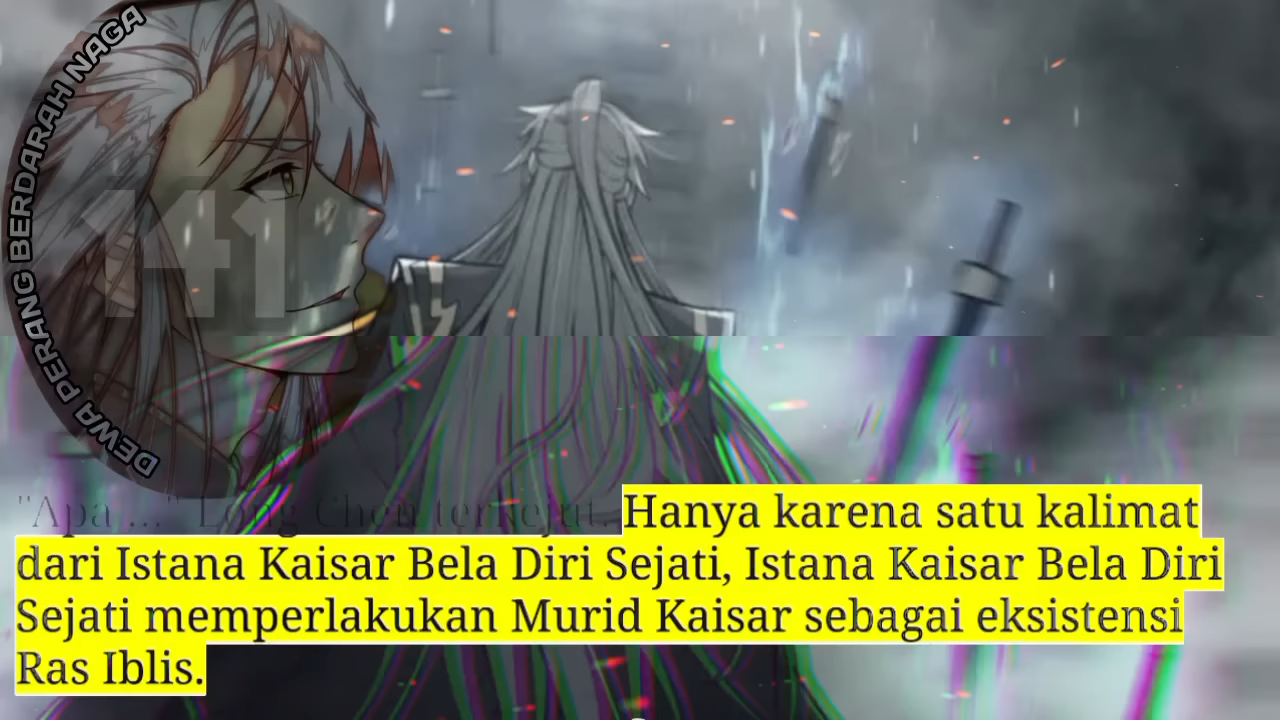 DEWA PERANG BERDARAH NAGA
141
"Apa ..." Long Chen terkejut. Hanya karena satu kalimat
dari Istana Kaisar Bela Diri Sejati, Istana Kaisar Bela Diri
Sejati memperlakukan Murid Kaisar sebagai eksistensi
Ras Iblis.